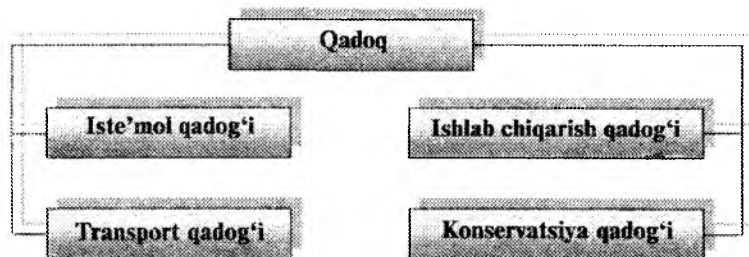 Qadoq
Iste’mol qadog‘i
Ishlab chiqarish qadog‘i
Transport qadog‘i
Konservatsiya qadog‘i